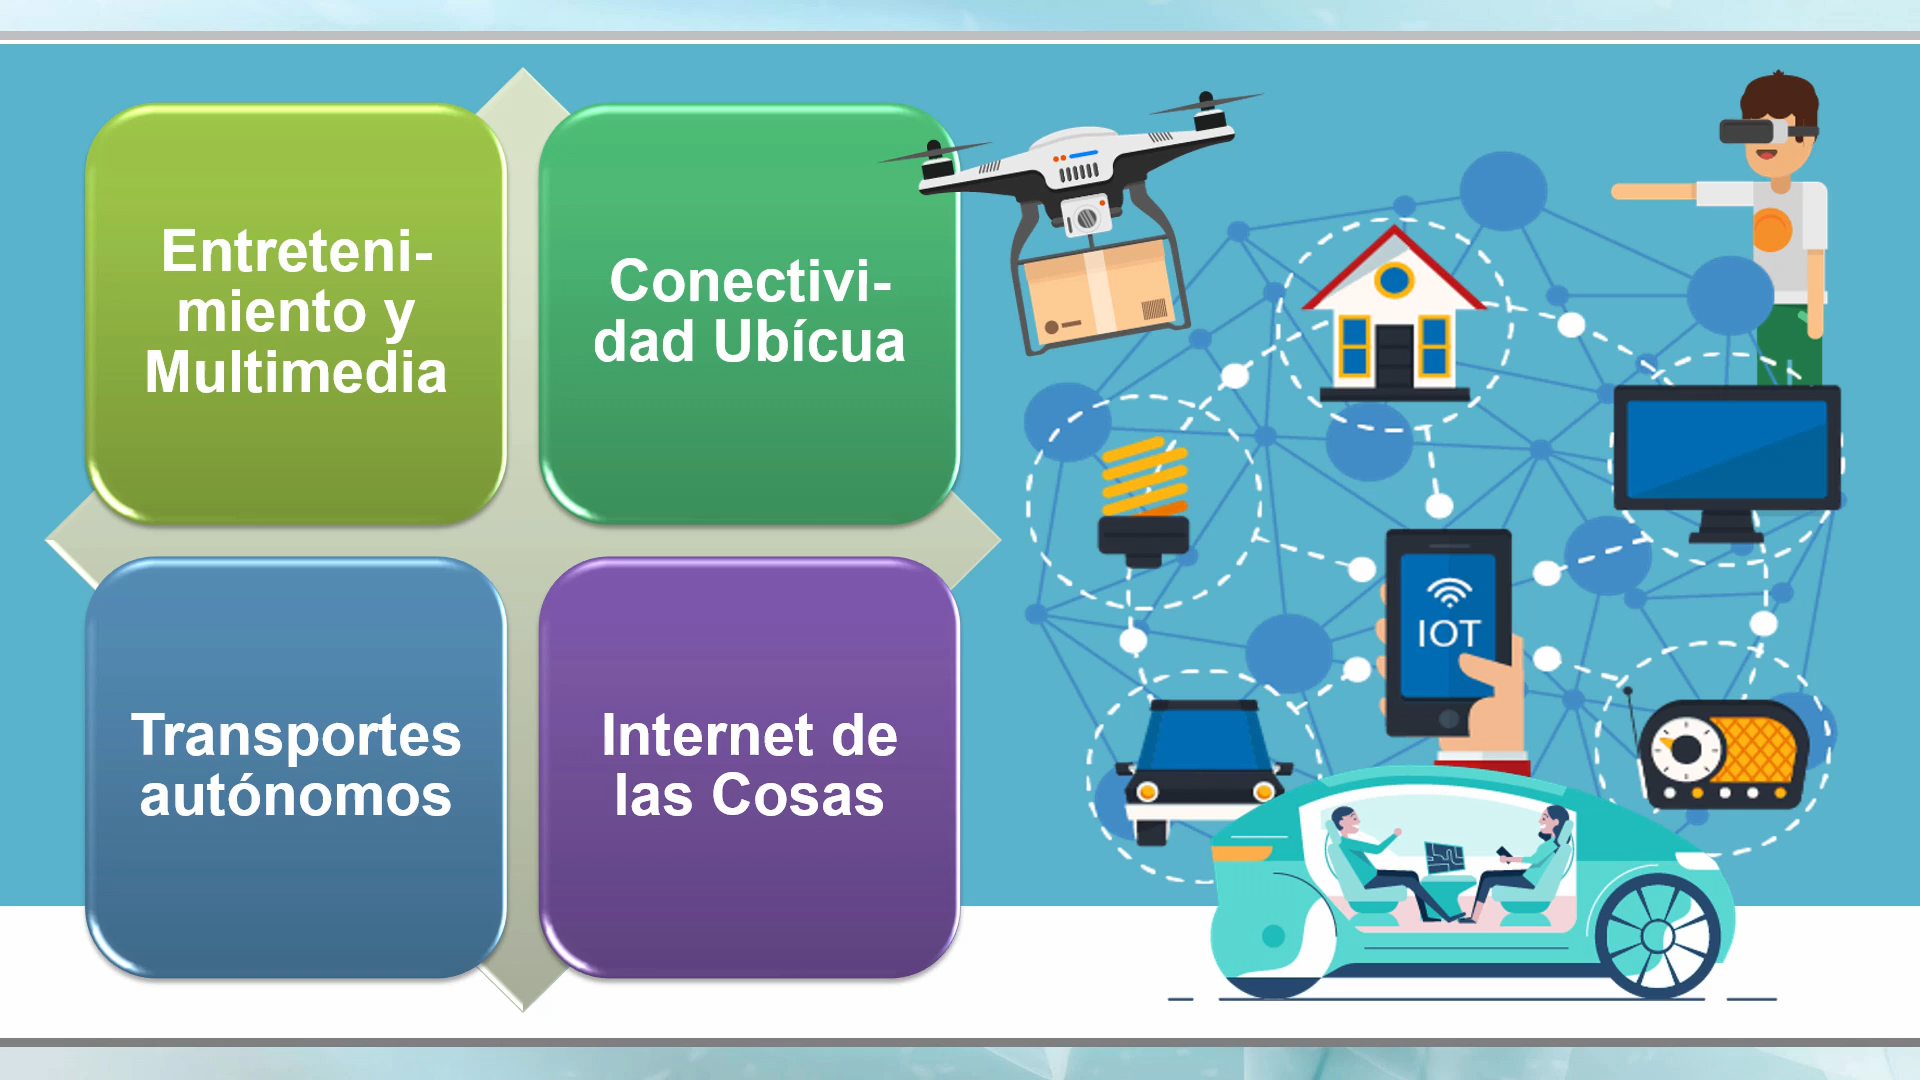 Entreteni-
miento y
Multimedia
Conectivi-
dad Ubícua
Transportes
autónomos
Internet de
las Cosas
IOT